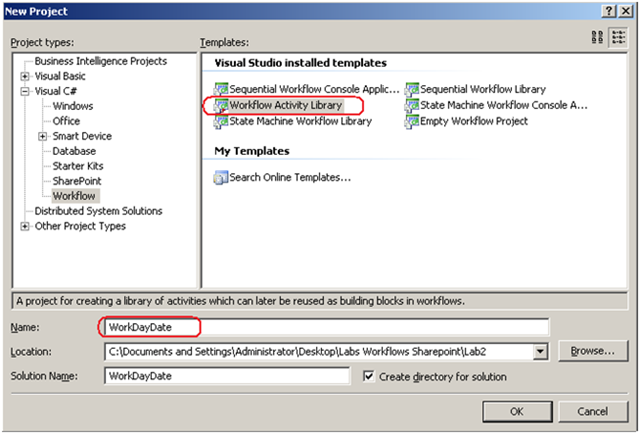 New Project
Project types:
Templates:
Business Intelligence Projects
Visual Basic
Visual C#
Windows
Office
Smart Device
Database
Starter Kits
SharePoint
Workflow
Distributed System Solutions
Other Project Types
Visual Studio installed templates
Sequential Workflow Console Applic...
Sequential Workflow Library
Workflow Activity Library
State Machine Workflow Console A...
State Machine Workflow Library
Empty Workflow Project
My Templates
Search Online Templates...
A project for creating a library of activities which can later be reused as building blocks in workflows.
Name:
WorkDayDate
Location:
C:\Documents and Settings\Administrator\Desktop\Labs Workflows Sharepoint\Lab2
Browse...
Solution Name:
WorkDayDate
Create directory for solution
OK
Cancel